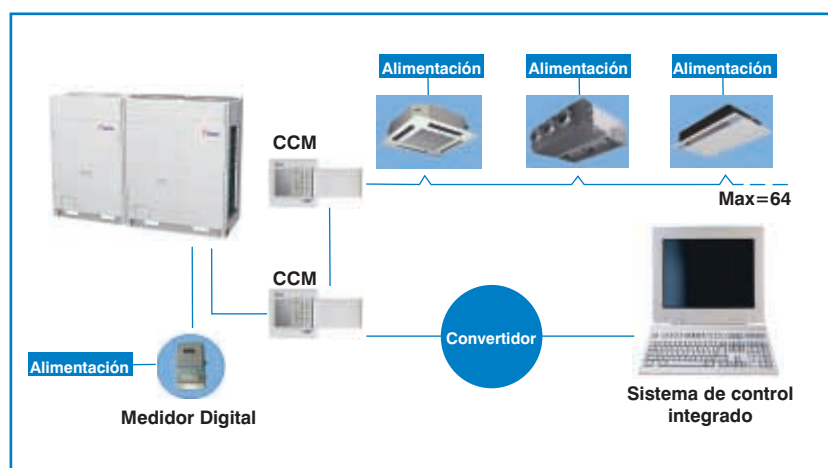 Alimentación
Alimentación
Alimentación
CCM
Max=64
CCM
Convertidor
Alimentación
Medidor Digital
Sistema de control
integrado